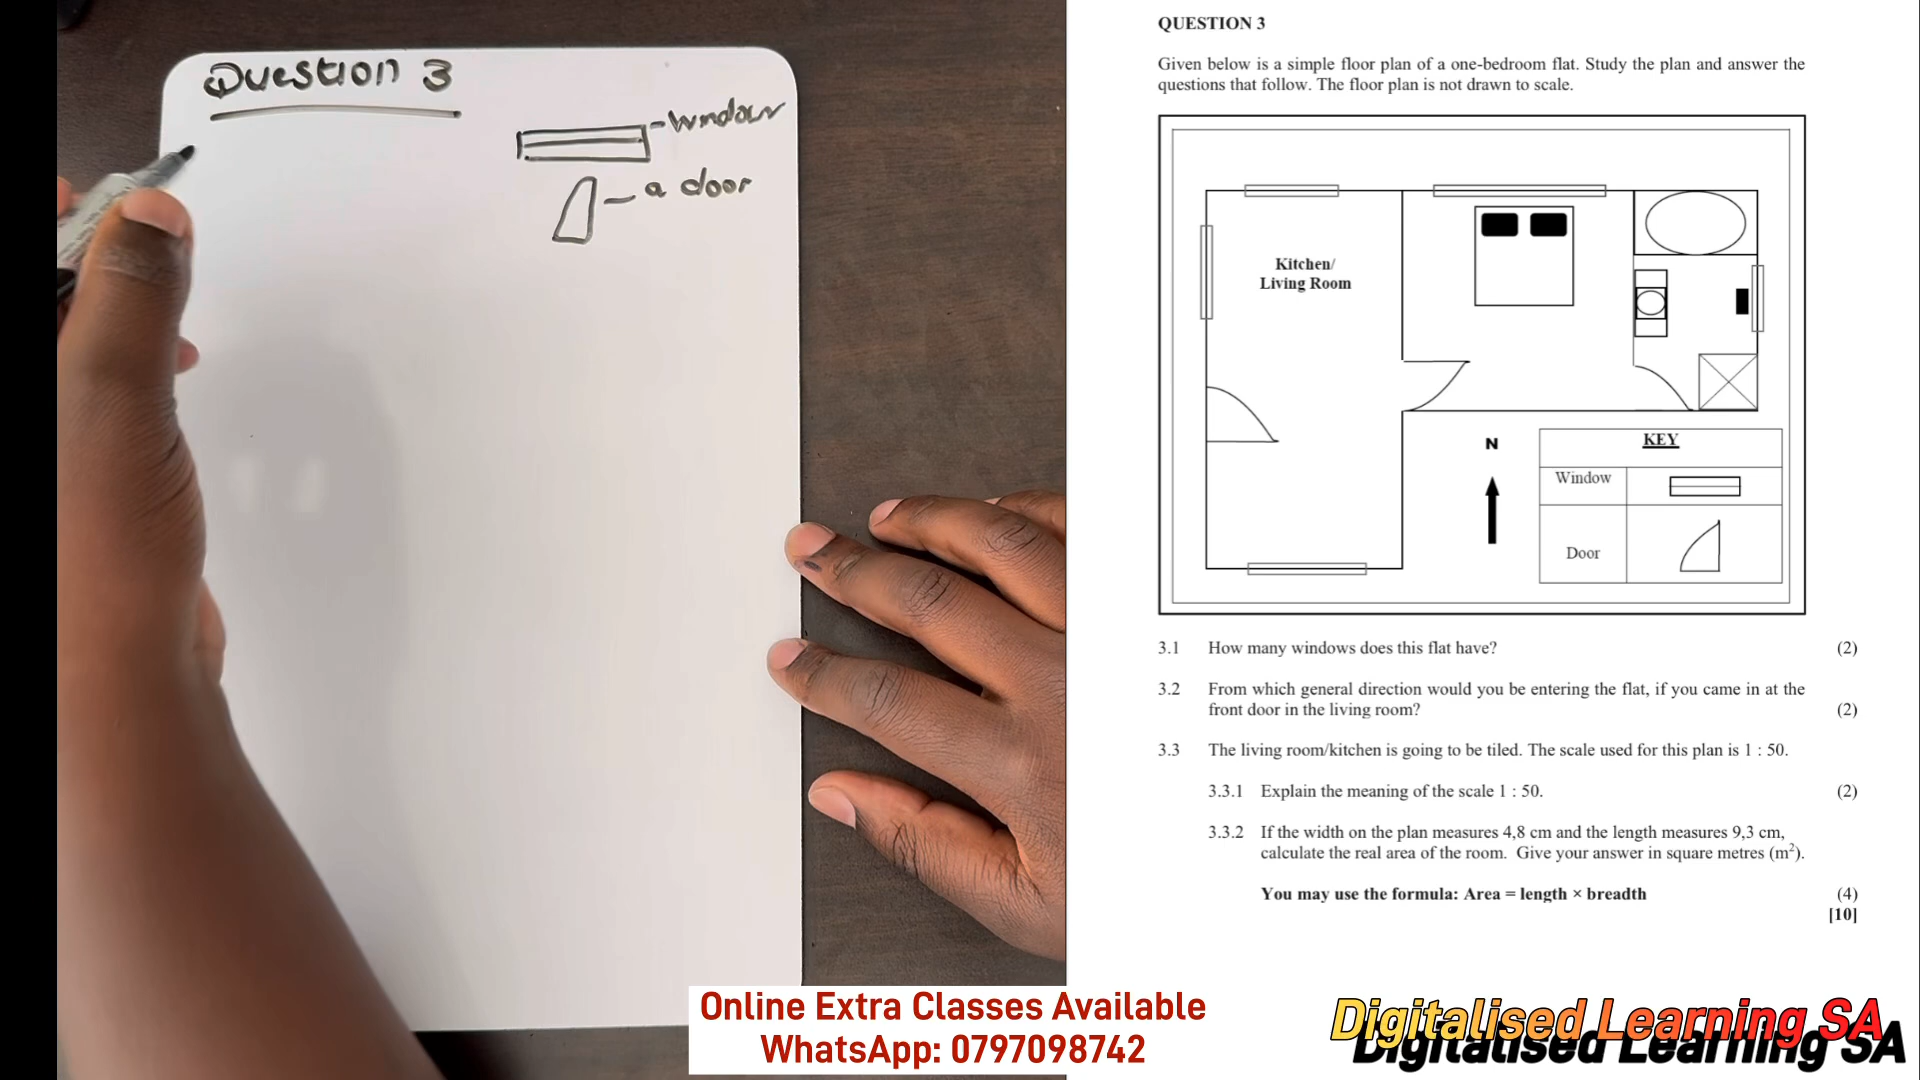 Question 3
- Window
- a door
QUESTION 3
Given below is a simple floor plan of a one-bedroom flat. Study the plan and answer the
questions that follow. The floor plan is not drawn to scale.
Kitchen/
Living Room
N
KEY
Window
Door
3.1 How many windows does this flat have? (2)
3.2 From which general direction would you be entering the flat, if you came in at the
front door in the living room? (2)
3.3 The living room/kitchen is going to be tiled. The scale used for this plan is 1 : 50.
3.3.1 Explain the meaning of the scale 1 : 50. (2)
3.3.2 If the width on the plan measures 4,8 cm and the length measures 9,3 cm,
calculate the real area of the room. Give your answer in square metres (m²).
You may use the formula: Area = length × breadth (4)
[10]
Online Extra Classes Available
WhatsApp: 0797098742
Digitalised Learning SA